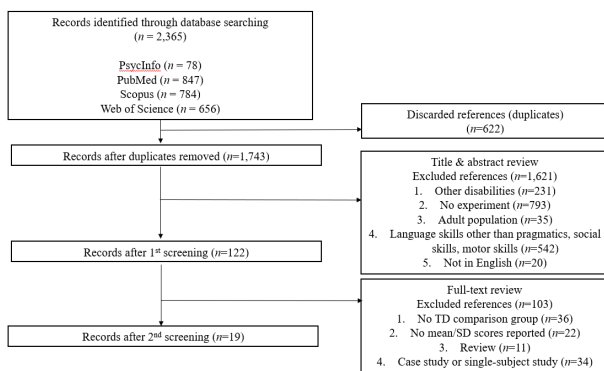 Records identified through database searching
(n = 2,365)
PsycInfo (n = 78)
PubMed (n = 847)
Scopus (n = 784)
Web of Science (n = 656)
Discarded references (duplicates)
(n=622)
Records after duplicates removed (n=1,743)
Title & abstract review
Excluded references (n=1,621)
1. Other disabilities (n=231)
2. No experiment (n=793)
3. Adult population (n=35)
4. Language skills other than pragmatics, social
skills, motor skills (n=542)
5. Not in English (n=20)
Records after 1st screening (n=122)
Full-text review
Excluded references (n=103)
1. No TD comparison group (n=36)
2. No mean/SD scores reported (n=22)
3. Review (n=11)
4. Case study or single-subject study (n=34)
Records after 2nd screening (n=19)